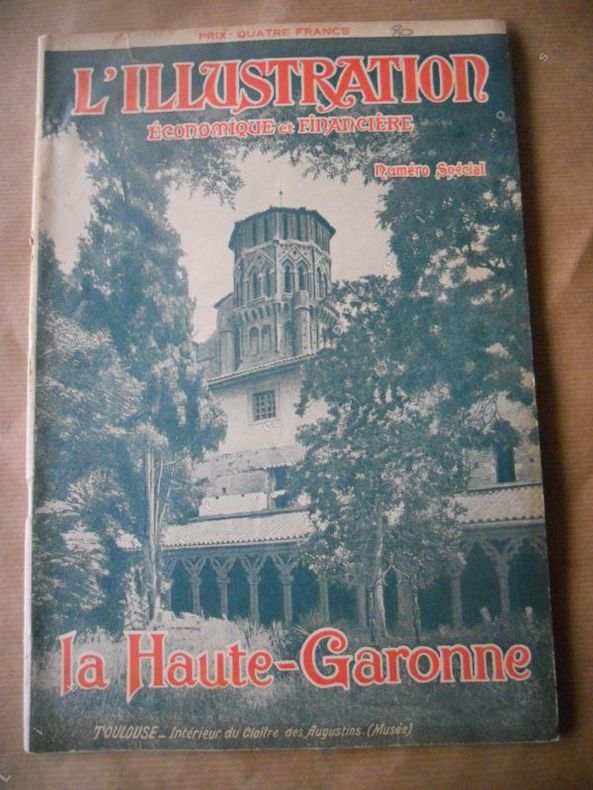 PRIX: QUATRE FRANCS
80
L'ILLUSTRATION
ÉCONOMIQUE et FINANCIÈRE
Numéro Spécial
la Haute-Garonne
TOULOUSE - Intérieur du Cloître des Augustins. (Musée)